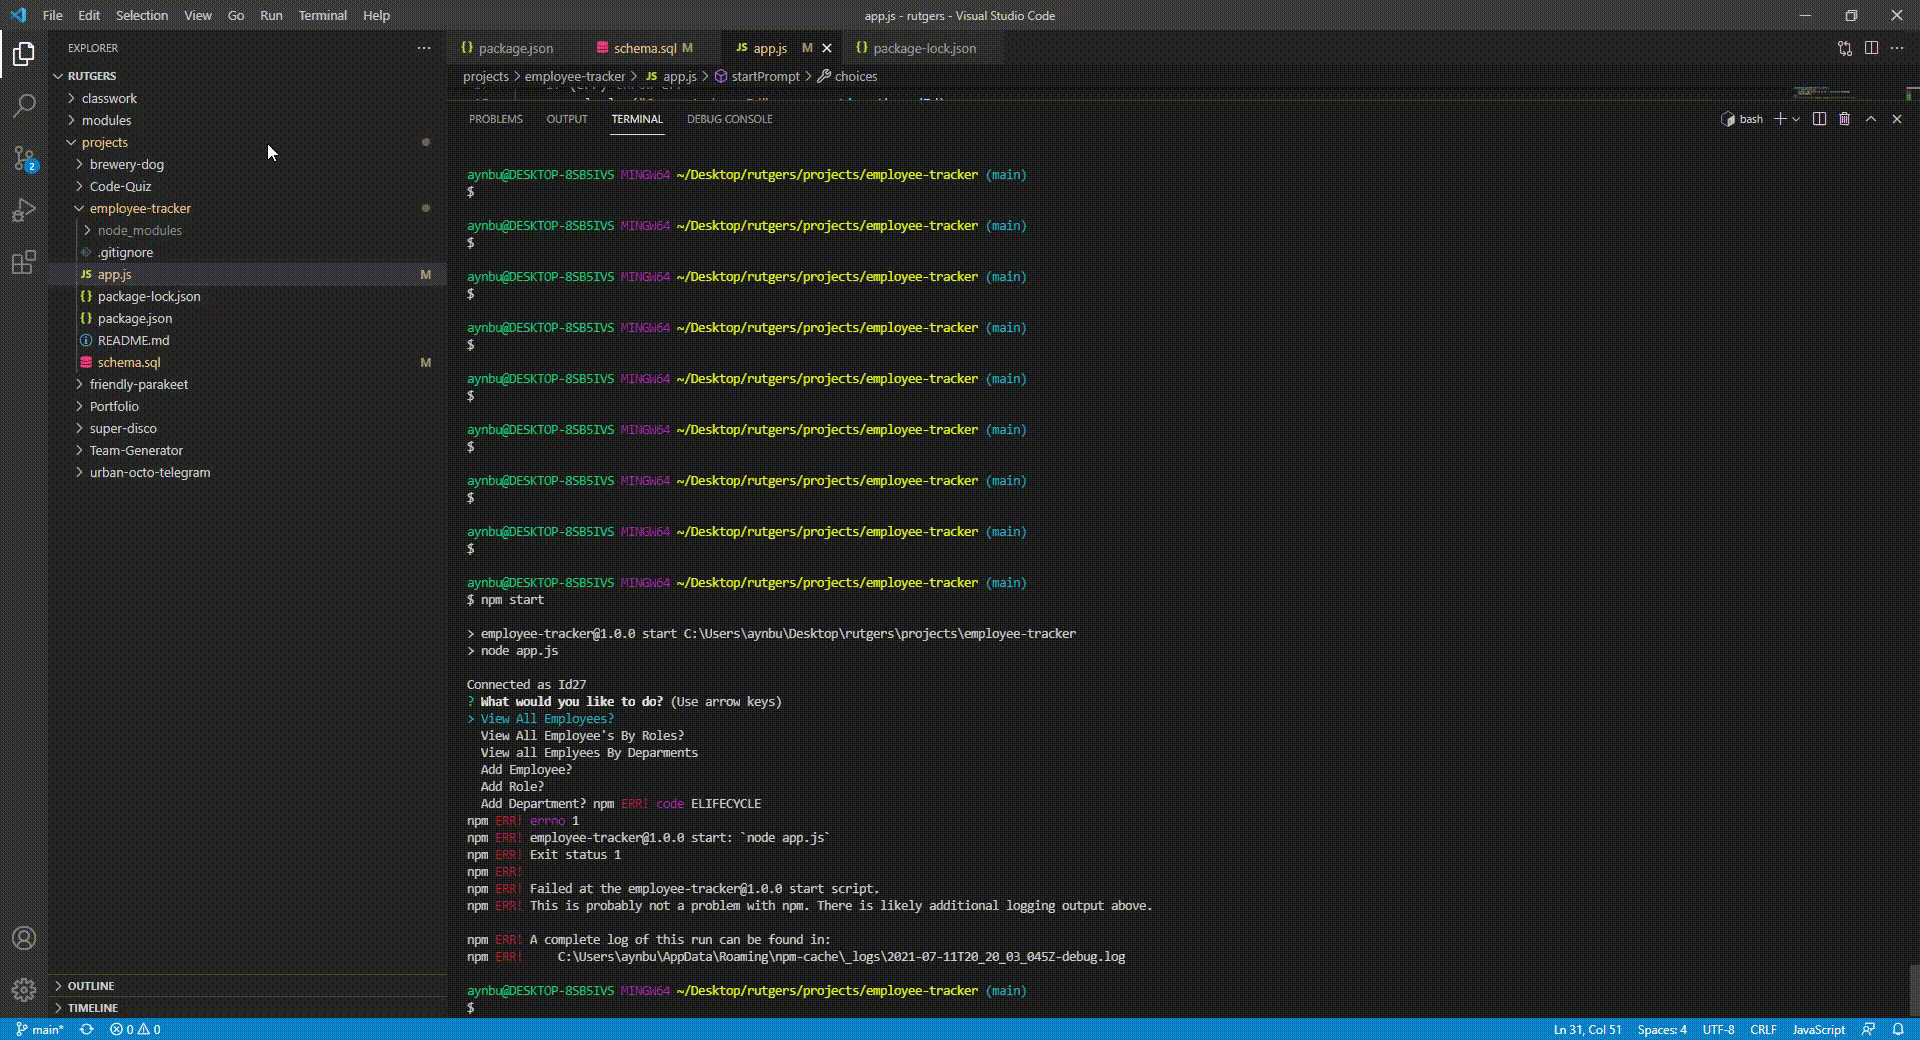 File Edit Selection View Go Run Terminal Help
app.js - rutgers - Visual Studio Code
EXPLORER
RUTGERS
classwork
modules
projects
brewery-dog
Code-Quiz
employee-tracker
node_modules
.gitignore
app.js M
package-lock.json
package.json
README.md
schema.sql M
friendly-parakeet
Portfolio
super-disco
Team-Generator
urban-octo-telegram
OUTLINE
TIMELINE
2
{} package.json
schema.sql M
JS app.js M
{} package-lock.json
projects > employee-tracker > JS app.js > startPrompt > choices
PROBLEMS OUTPUT TERMINAL DEBUG CONSOLE
bash
aynbu@DESKTOP-8SB5IVS MINGW64 ~/Desktop/rutgers/projects/employee-tracker (main)
$
aynbu@DESKTOP-8SB5IVS MINGW64 ~/Desktop/rutgers/projects/employee-tracker (main)
$
aynbu@DESKTOP-8SB5IVS MINGW64 ~/Desktop/rutgers/projects/employee-tracker (main)
$
aynbu@DESKTOP-8SB5IVS MINGW64 ~/Desktop/rutgers/projects/employee-tracker (main)
$
aynbu@DESKTOP-8SB5IVS MINGW64 ~/Desktop/rutgers/projects/employee-tracker (main)
$
aynbu@DESKTOP-8SB5IVS MINGW64 ~/Desktop/rutgers/projects/employee-tracker (main)
$
aynbu@DESKTOP-8SB5IVS MINGW64 ~/Desktop/rutgers/projects/employee-tracker (main)
$
aynbu@DESKTOP-8SB5IVS MINGW64 ~/Desktop/rutgers/projects/employee-tracker (main)
$
aynbu@DESKTOP-8SB5IVS MINGW64 ~/Desktop/rutgers/projects/employee-tracker (main)
$ npm start
> employee-tracker@1.0.0 start C:\Users\aynbu\Desktop\rutgers\projects\employee-tracker
> node app.js
Connected as Id27
? What would you like to do? (Use arrow keys)
> View All Employees?
View All Employee's By Roles?
View all Emplyees By Deparments
Add Employee?
Add Role?
Add Department? npm ERR! code ELIFECYCLE
npm ERR! errno 1
npm ERR! employee-tracker@1.0.0 start: `node app.js`
npm ERR! Exit status 1
npm ERR!
npm ERR! Failed at the employee-tracker@1.0.0 start script.
npm ERR! This is probably not a problem with npm. There is likely additional logging output above.
npm ERR! A complete log of this run can be found in:
npm ERR! C:\Users\aynbu\AppData\Roaming\npm-cache\_logs\2021-07-11T20_20_03_045Z-debug.log
aynbu@DESKTOP-8SB5IVS MINGW64 ~/Desktop/rutgers/projects/employee-tracker (main)
$
main* 0 0
Ln 31, Col 51 Spaces: 4 UTF-8 CRLF JavaScript